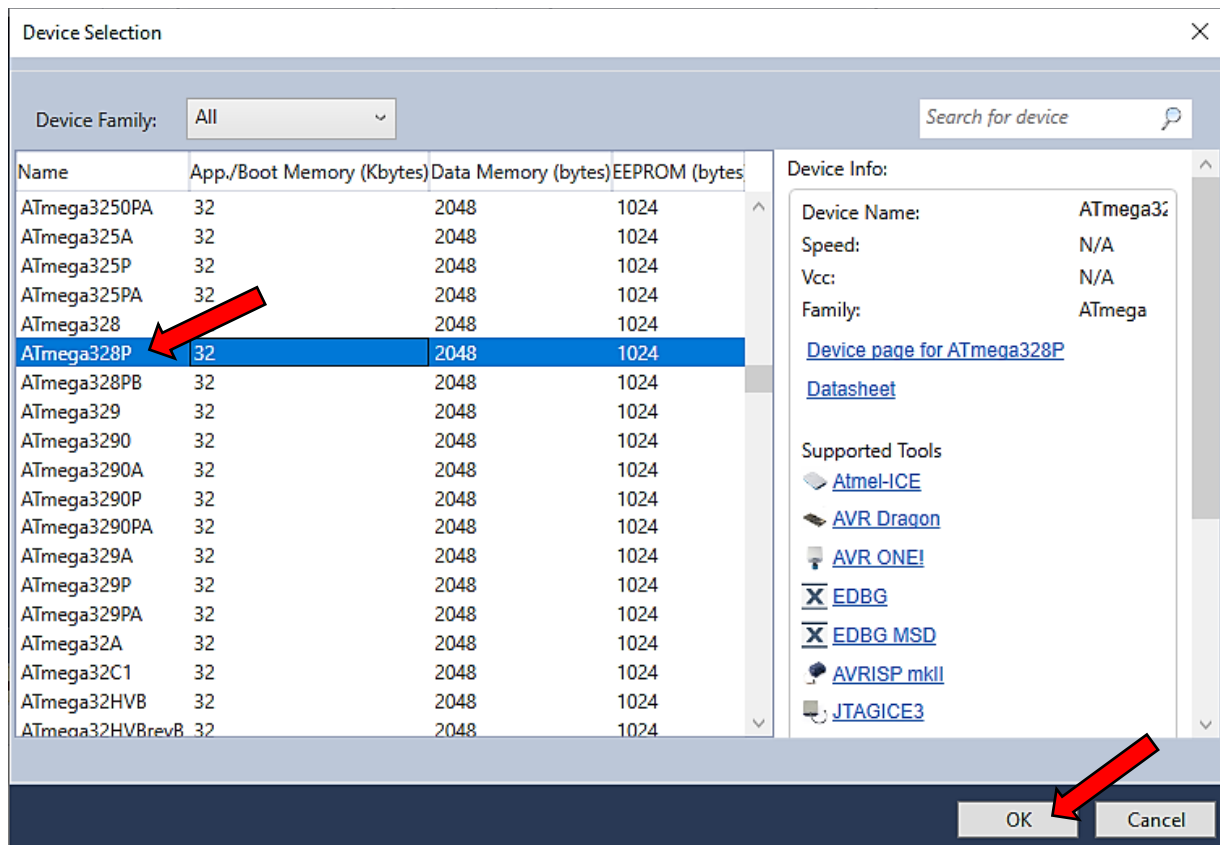 Device Selection
Device Family: All Search for device
Name App./Boot Memory (Kbytes) Data Memory (bytes) EEPROM (bytes
ATmega3250PA 32 2048 1024
ATmega325A 32 2048 1024
ATmega325P 32 2048 1024
ATmega325PA 32 2048 1024
ATmega328 2048 1024
ATmega328P 32 2048 1024
ATmega328PB 32 2048 1024
ATmega329 32 2048 1024
ATmega3290 32 2048 1024
ATmega3290A 32 2048 1024
ATmega3290P 32 2048 1024
ATmega3290PA 32 2048 1024
ATmega329A 32 2048 1024
ATmega329P 32 2048 1024
ATmega329PA 32 2048 1024
ATmega32A 32 2048 1024
ATmega32C1 32 2048 1024
ATmega32HVB 32 2048 1024
ATmega32HVBrevB 32 2048 1024
Device Info:
Device Name: ATmega32
Speed: N/A
Vcc: N/A
Family: ATmega
Device page for ATmega328P
Datasheet
Supported Tools
Atmel-ICE
AVR Dragon
AVR ONE!
EDBG
EDBG MSD
AVRISP mkII
JTAGICE3
OK Cancel